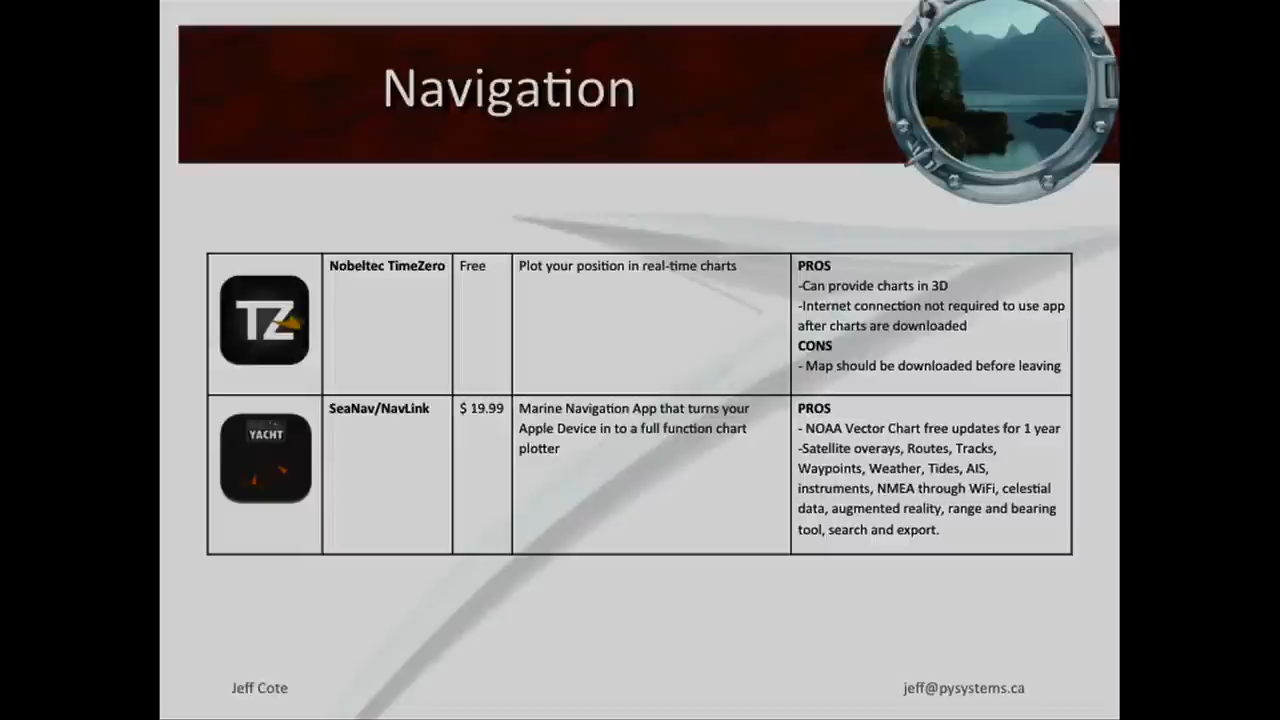 Navigation
TZ
Nobeltec TimeZero
Free
Plot your position in real-time charts
PROS
-Can provide charts in 3D
-Internet connection not required to use app
after charts are downloaded
CONS
- Map should be downloaded before leaving
YACHT
SeaNav/NavLink
$ 19.99
Marine Navigation App that turns your
Apple Device in to a full function chart
plotter
PROS
- NOAA Vector Chart free updates for 1 year
-Satellite overays, Routes, Tracks,
Waypoints, Weather, Tides, AIS,
instruments, NMEA through WiFi, celestial
data, augmented reality, range and bearing
tool, search and export.
Jeff Cote
jeff@pysystems.ca